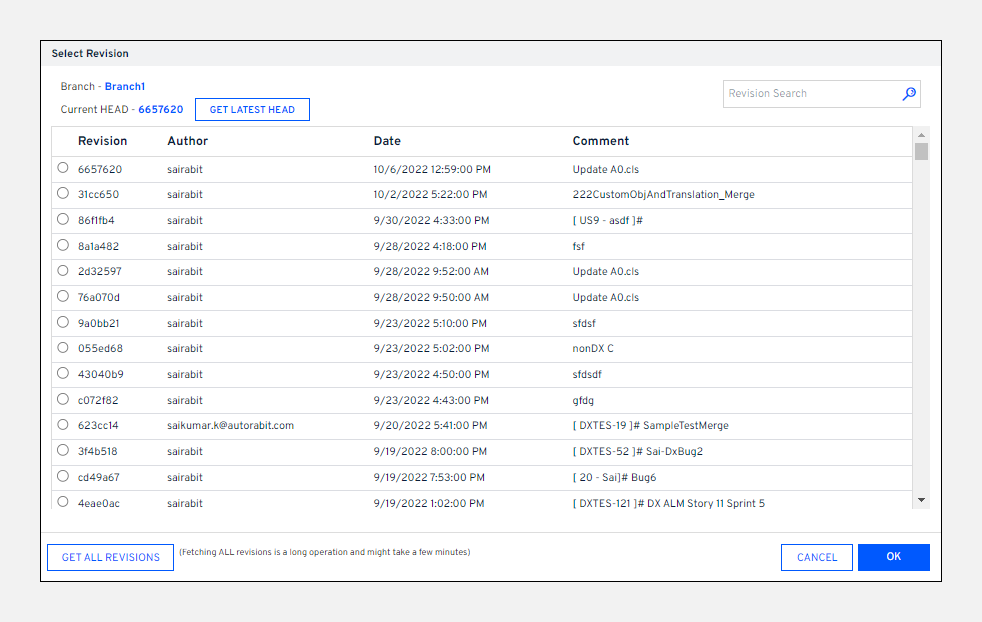 Select Revision
Branch - Branch1
Revision Search
Current HEAD - 6657620 GET LATEST HEAD
Revision Author Date Comment
6657620 sairabit 10/6/2022 12:59:00 PM Update A0.cls
31cc650 sairabit 10/2/2022 5:22:00 PM 222CustomObjAndTranslation_Merge
86f1fb4 sairabit 9/30/2022 4:33:00 PM [ US9 - asdf ]#
8a1a482 sairabit 9/28/2022 4:18:00 PM fsf
2d32597 sairabit 9/28/2022 9:52:00 AM Update A0.cls
76a070d sairabit 9/28/2022 9:50:00 AM Update A0.cls
9a0bb21 sairabit 9/23/2022 5:10:00 PM sfdsf
055ed68 sairabit 9/23/2022 5:02:00 PM nonDX C
43040b9 sairabit 9/23/2022 4:50:00 PM sfdsdf
c072f82 sairabit 9/23/2022 4:43:00 PM gfdg
623cc14 saikumar.k@autorabit.com 9/20/2022 5:41:00 PM [ DXTES-19 ]# SampleTestMerge
3f4b518 sairabit 9/19/2022 8:00:00 PM [ DXTES-52 ]# Sai-DxBug2
cd49a67 sairabit 9/19/2022 7:53:00 PM [ 20 - Sai]# Bug6
4eae0ac sairabit 9/19/2022 1:02:00 PM [ DXTES-121 ]# DX ALM Story 11 Sprint 5
GET ALL REVISIONS (Fetching ALL revisions is a long operation and might take a few minutes) CANCEL OK